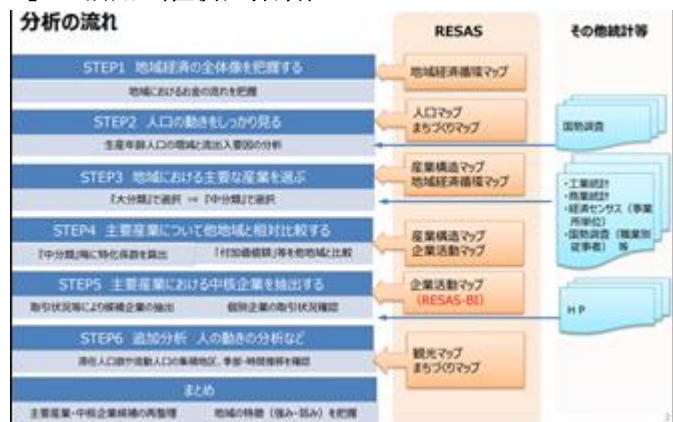 分析の流れ
RESAS
その他統計等
STEP1 地域経済の全体像を把握する
地域におけるお金の流れを把握
地域経済循環マップ
STEP2 人口の動きをしっかり見る
生産年齢人口の増減と流出入要因の分析
人口マップ
まちづくりマップ
国勢調査
STEP3 地域における主要な産業を選ぶ
「大分類」で選択 ⇒ 「中分類」で選択
産業構造マップ
地域経済循環マップ
・工業統計
・商業統計
・経済センサス（事業
所単位）
・国勢調査（職業別
従事者） 等
STEP4 主要産業について他地域と相対比較する
「中分類」毎に特化係数を算出 「付加価値額」等を他地域と比較
産業構造マップ
企業活動マップ
STEP5 主要産業における中核企業を抽出する
取引状況等により候補企業の抽出 個別企業の取引状況確認
企業活動マップ
(RESAS-BI)
HP
STEP6 追加分析 人の動きの分析など
滞在人口数や流動人口の集積地区、季節・時間推移を確認
観光マップ
まちづくりマップ
まとめ
主要産業・中核企業候補の再整理 地域の特徴（強み・弱み）を把握